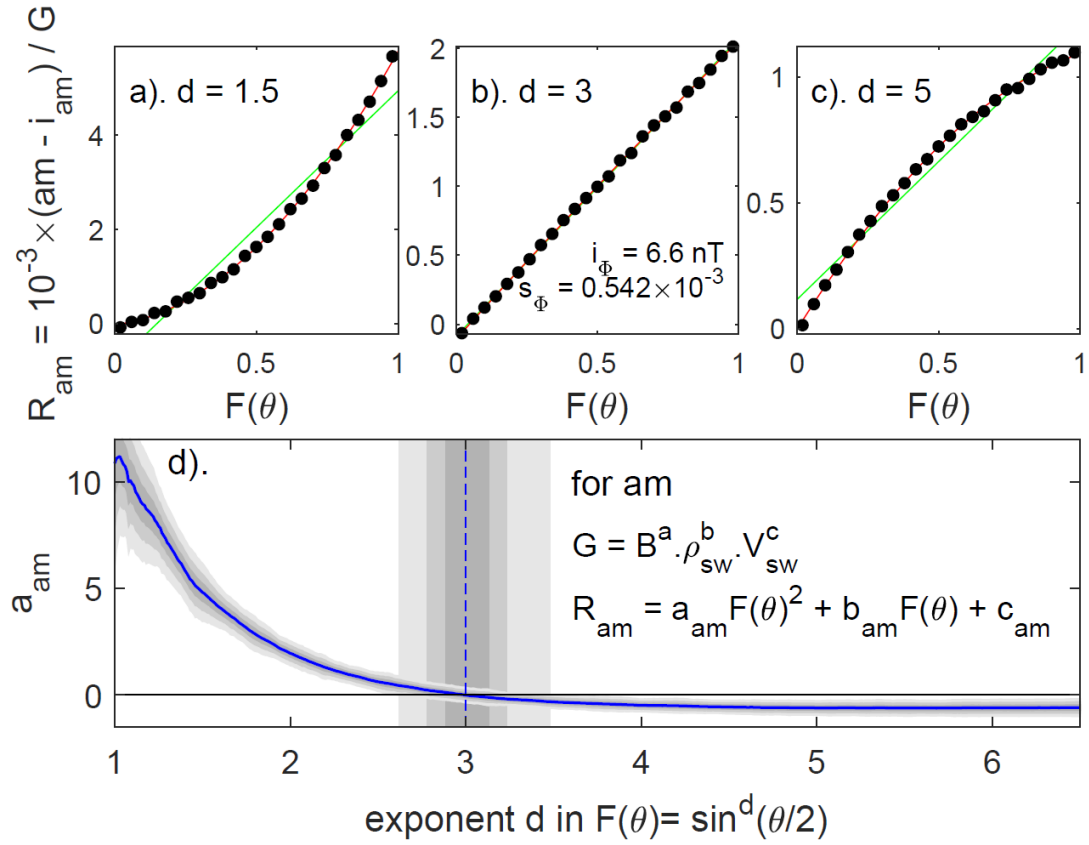 R_am = 10^-3×(am - i_am) / G
a). d = 1.5
4
2
0
0
0.5
1
F(θ)
b). d = 3
i_Φ = 6.6 nT
s_Φ = 0.542×10^-3
2
1.5
1
0.5
0
0
0.5
1
F(θ)
c). d = 5
1
0.5
0
0
0.5
1
F(θ)
d).
for am
G = B^a.ρ_sw^b.V_sw^c
R_am = a_am F(θ)^2 + b_am F(θ) + c_am
a_am
10
5
0
1 2 3 4 5 6
exponent d in F(θ)= sin^d(θ/2)